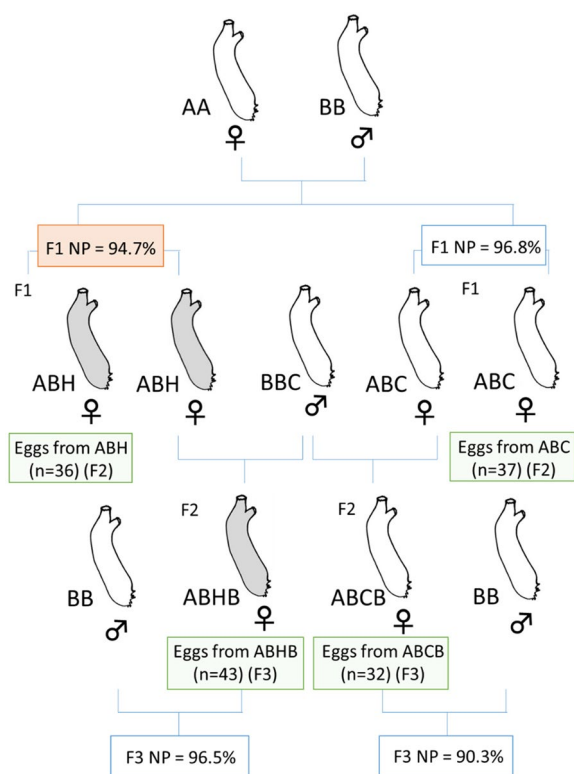 AA ♀
BB ♂
F1 NP = 94.7%
F1 NP = 96.8%
F1
F1
ABH ♀
ABH ♀
BBC ♂
ABC ♀
ABC ♀
Eggs from ABH
(n=36) (F2)
Eggs from ABC
(n=37) (F2)
F2
F2
BB ♂
ABHB ♀
ABCB ♀
BB ♂
Eggs from ABHB
(n=43) (F3)
Eggs from ABCB
(n=32) (F3)
F3 NP = 96.5%
F3 NP = 90.3%